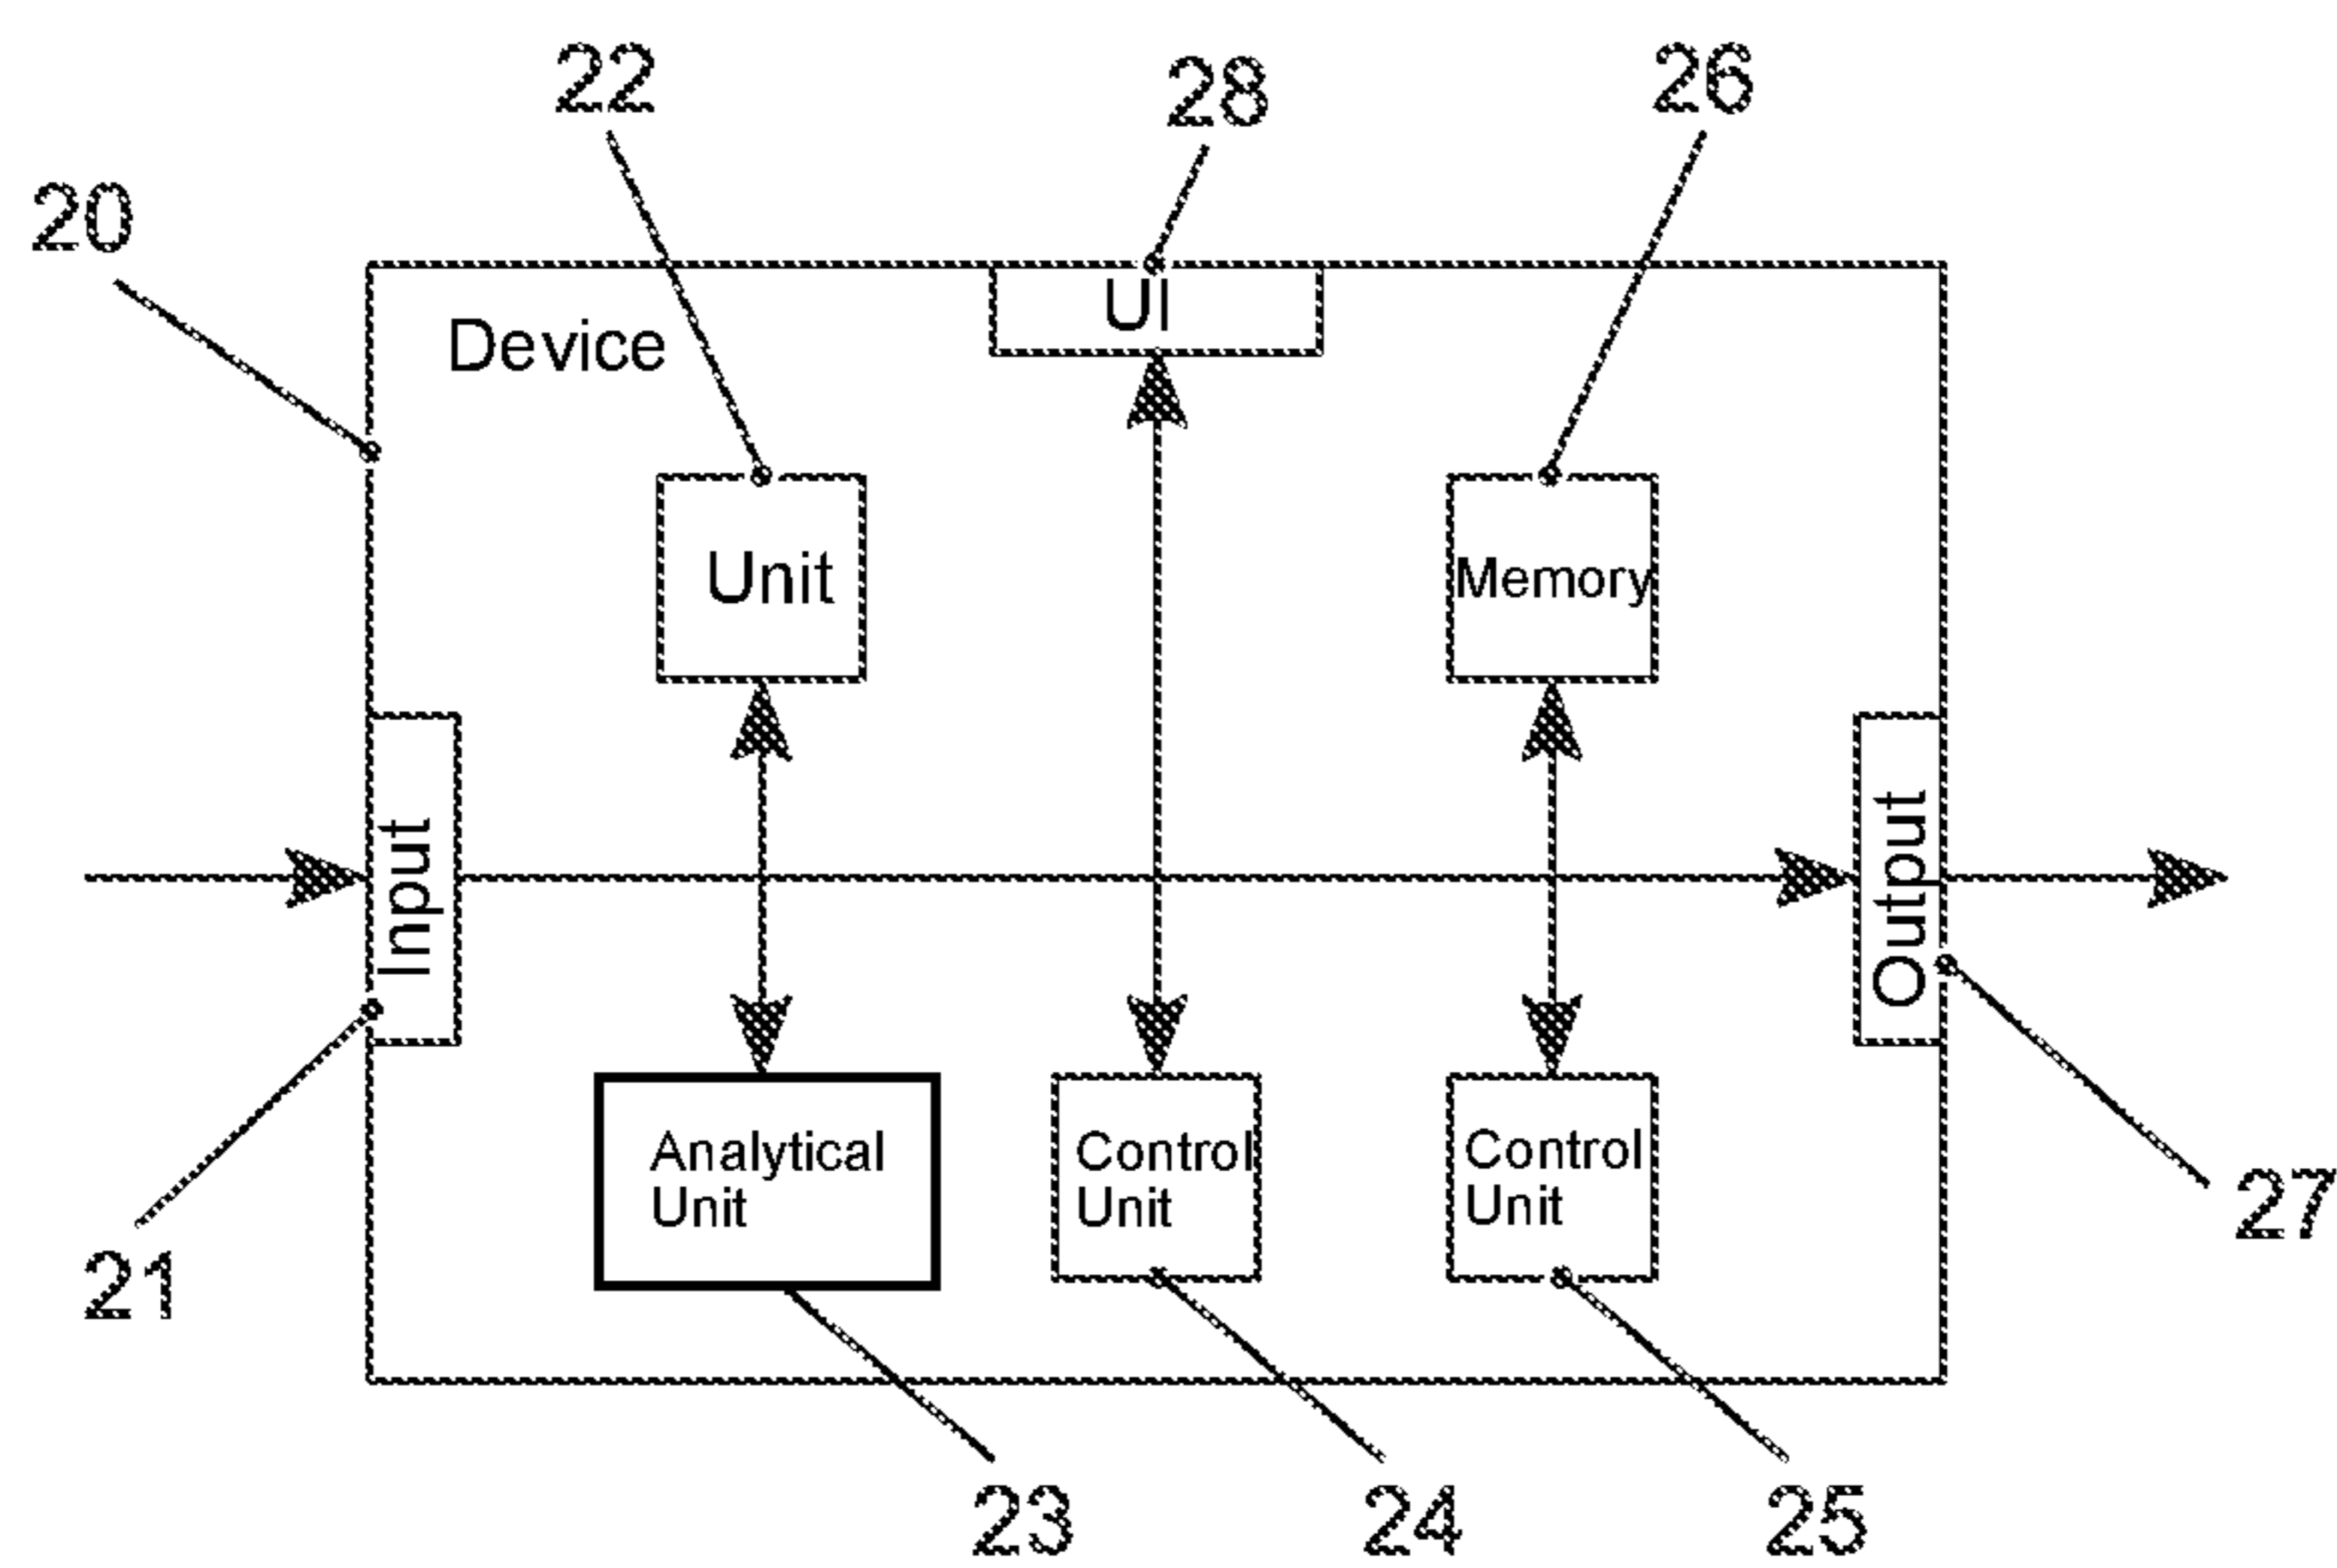 22
28
26
20
UI
Device
Unit
Memory
Input
Output
Analytical
Unit
Control
Unit
Control
Unit
27
21
23
24
25